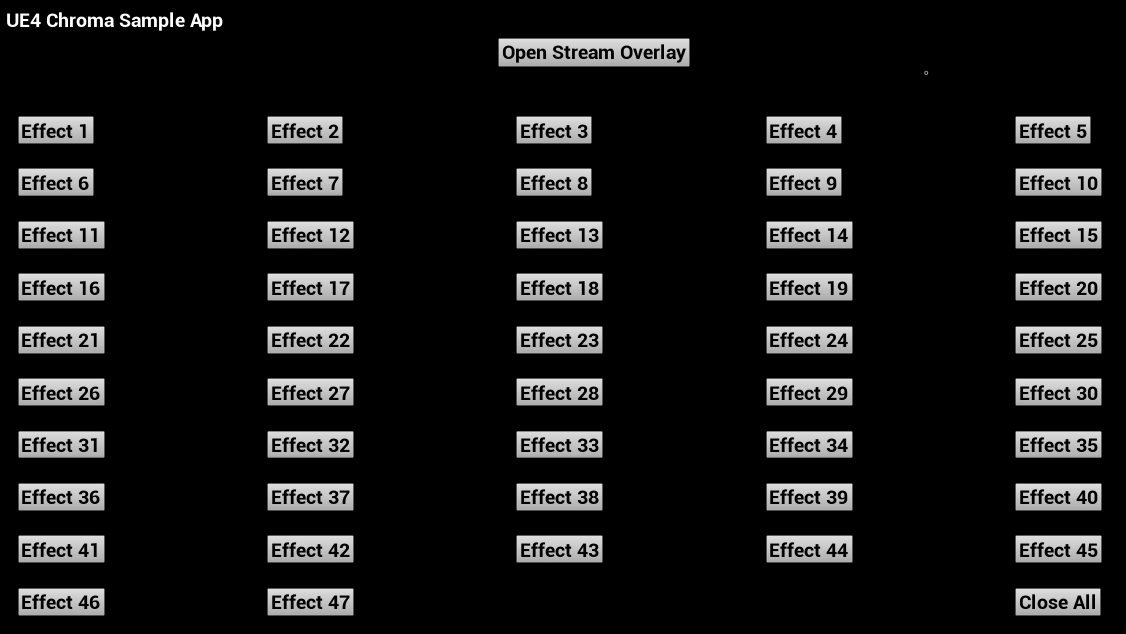 UE4 Chroma Sample App
Open Stream Overlay
Effect 1 Effect 2 Effect 3 Effect 4 Effect 5
Effect 6 Effect 7 Effect 8 Effect 9 Effect 10
Effect 11 Effect 12 Effect 13 Effect 14 Effect 15
Effect 16 Effect 17 Effect 18 Effect 19 Effect 20
Effect 21 Effect 22 Effect 23 Effect 24 Effect 25
Effect 26 Effect 27 Effect 28 Effect 29 Effect 30
Effect 31 Effect 32 Effect 33 Effect 34 Effect 35
Effect 36 Effect 37 Effect 38 Effect 39 Effect 40
Effect 41 Effect 42 Effect 43 Effect 44 Effect 45
Effect 46 Effect 47 Close All